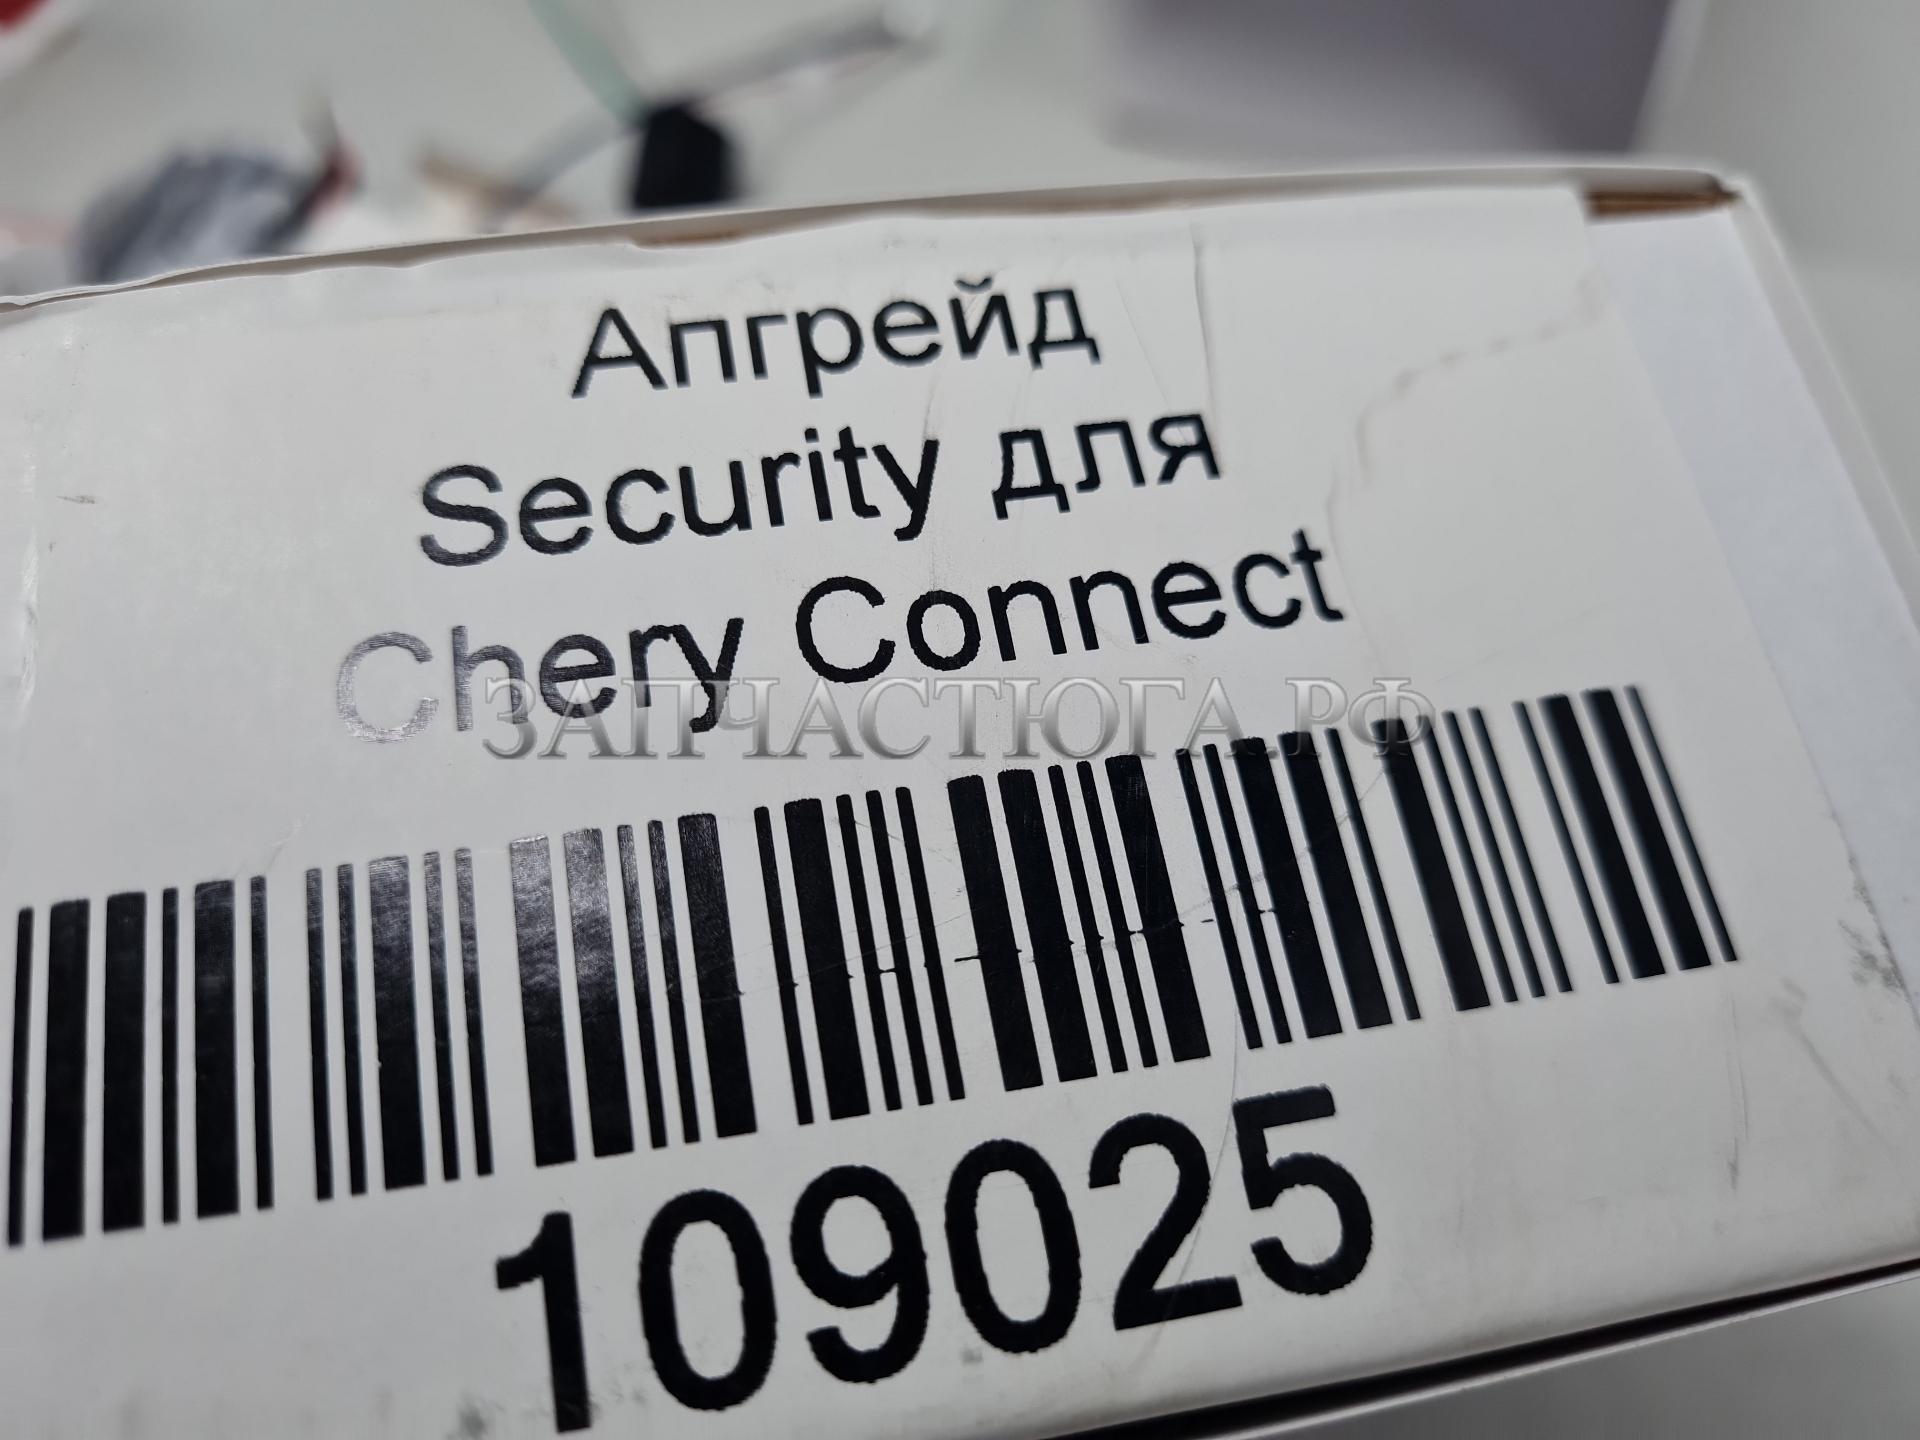 Апгрейд
Security для
Chery Connect
ЗАПЧАСТЮГА.РФ
109025